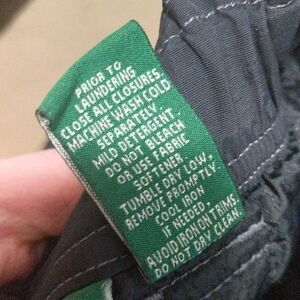 PRIOR TO
LAUNDERING
CLOSE ALL CLOSURES.
MACHINE WASH COLD
SEPARATELY.
MILD DETERGENT.
DO NOT BLEACH
OR USE FABRIC
SOFTENER.
TUMBLE DRY LOW,
REMOVE PROMPTLY.
COOL IRON
IF NEEDED.
AVOID IRON ON TRIMS.
DO NOT DRY CLEAN.